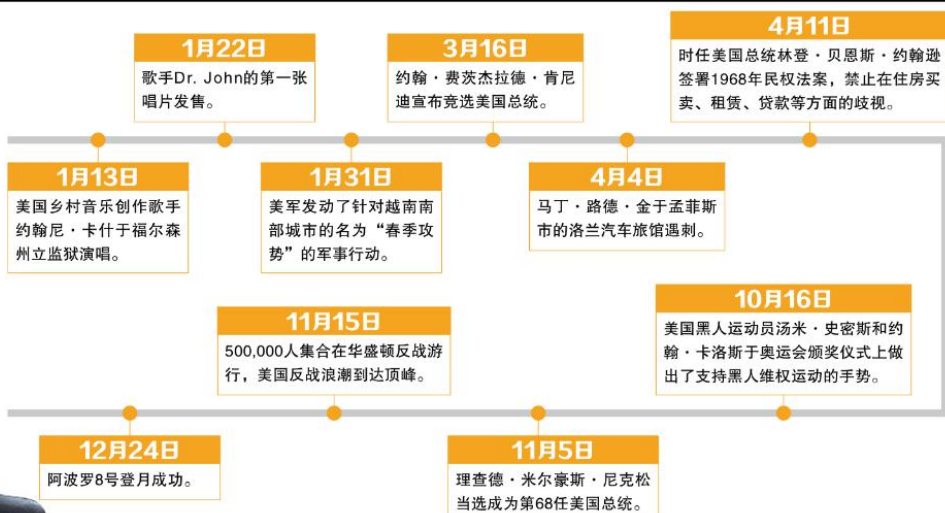 1月13日
美国乡村音乐创作歌手
约翰尼·卡什于福尔森
州立监狱演唱。
1月22日
歌手Dr. John的第一张
唱片发售。
1月31日
美军发动了针对越南南
部城市的名为“春季攻
势”的军事行动。
3月16日
约翰·费茨杰拉德·肯尼
迪宣布竞选美国总统。
4月4日
马丁·路德·金于孟菲斯
市的洛兰汽车旅馆遇刺。
4月11日
时任美国总统林登·贝恩斯·约翰逊
签署1968年民权法案，禁止在住房买
卖、租赁、贷款等方面的歧视。
10月16日
美国黑人运动员汤米·史密斯和约
翰·卡洛斯于奥运会颁奖仪式上做
出了支持黑人维权运动的手势。
11月5日
理查德·米尔豪斯·尼克松
当选成为第68任美国总统。
11月15日
500,000人集合在华盛顿反战游
行，美国反战浪潮到达顶峰。
12月24日
阿波罗8号登月成功。